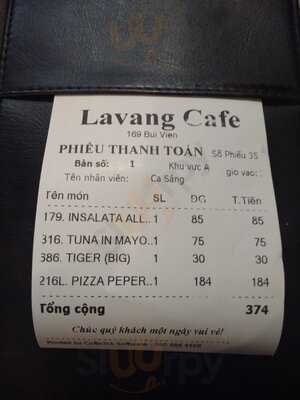 Lavang Cafe
169 Bui Vien
PHIẾU THANH TOÁN Số Phiếu 35
Bàn số: 1 Khu vực A gio vao:
Tên nhân viên: Ca Sáng
Tên món SL ĐG T.Tiền
179. INSALATA ALL..1 85 85
316. TUNA IN MAYO..1 75 75
386. TIGER (BIG) 1 30 30
216L. PIZZA PEPER..1 184 184
Tổng cộng 374
Chúc quý khách một ngày vui vẻ!